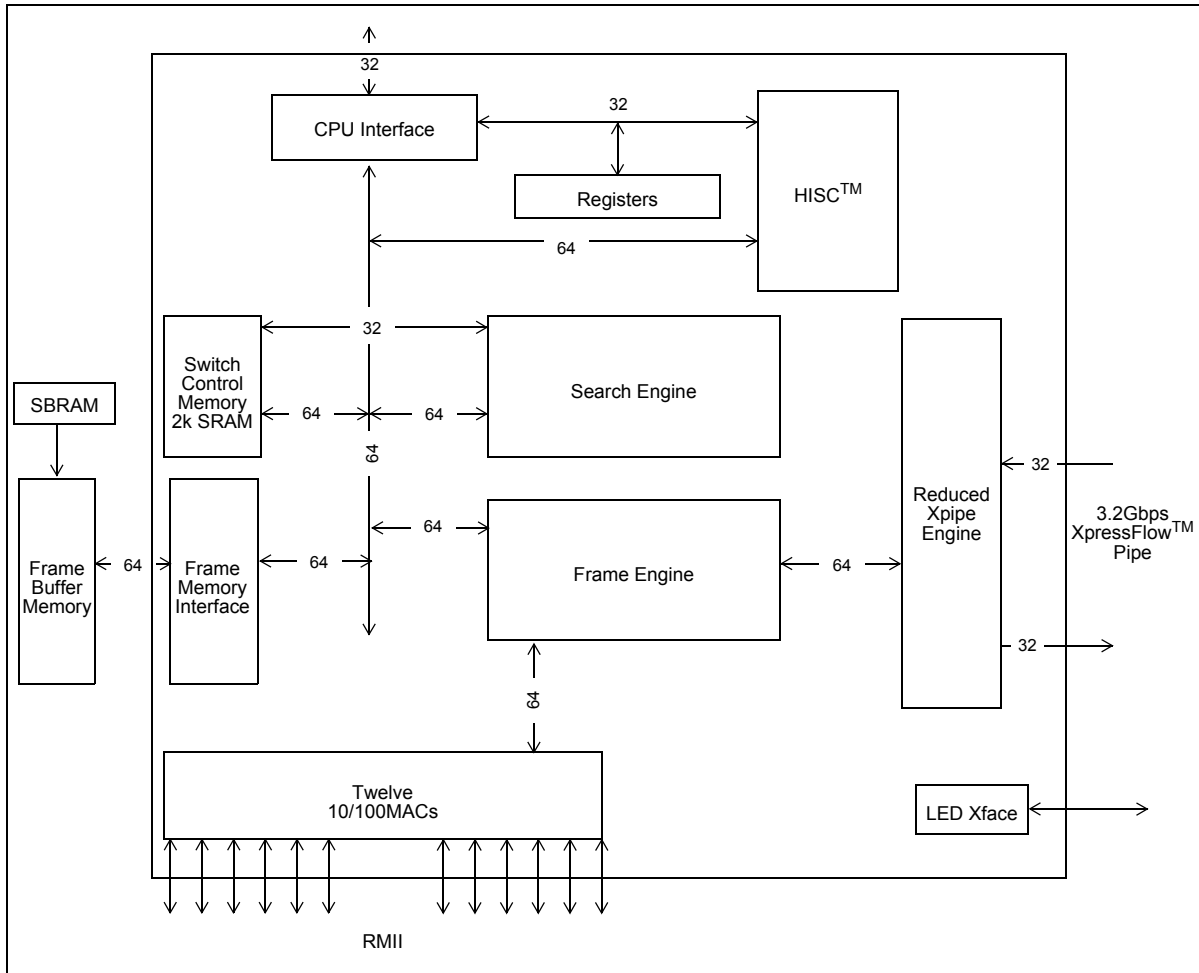 32
CPU Interface
32
HISC™
Registers
64
32
Switch
Control
Memory
2k SRAM
Search Engine
SBRAM
64
64
64
32
Reduced
Xpipe
Engine
3.2Gbps
XpressFlow™
Pipe
64
Frame
Buffer
Memory
64
Frame
Memory
Interface
64
Frame Engine
64
32
64
Twelve
10/100MACs
LED Xface
RMII